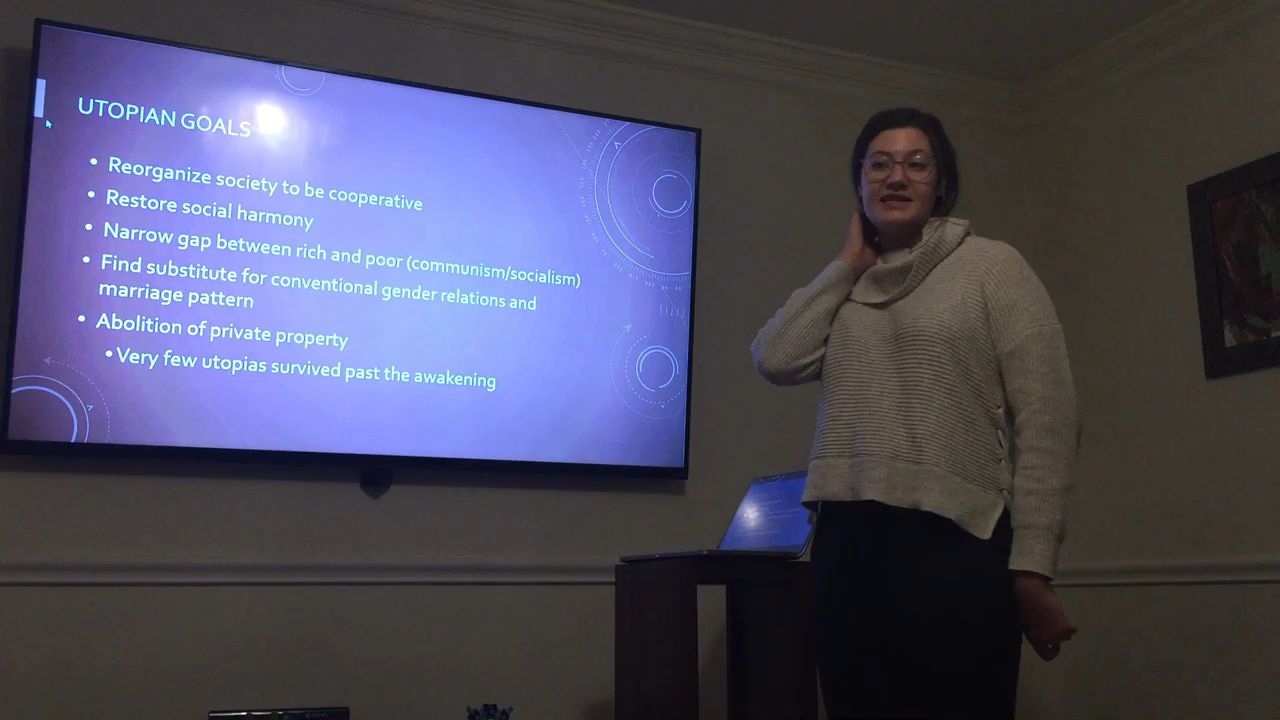 UTOPIAN GOALS
• Reorganize society to be cooperative
• Restore social harmony
• Narrow gap between rich and poor (communism/socialism)
• Find substitute for conventional gender relations and
marriage pattern
• Abolition of private property
• Very few utopias survived past the awakening